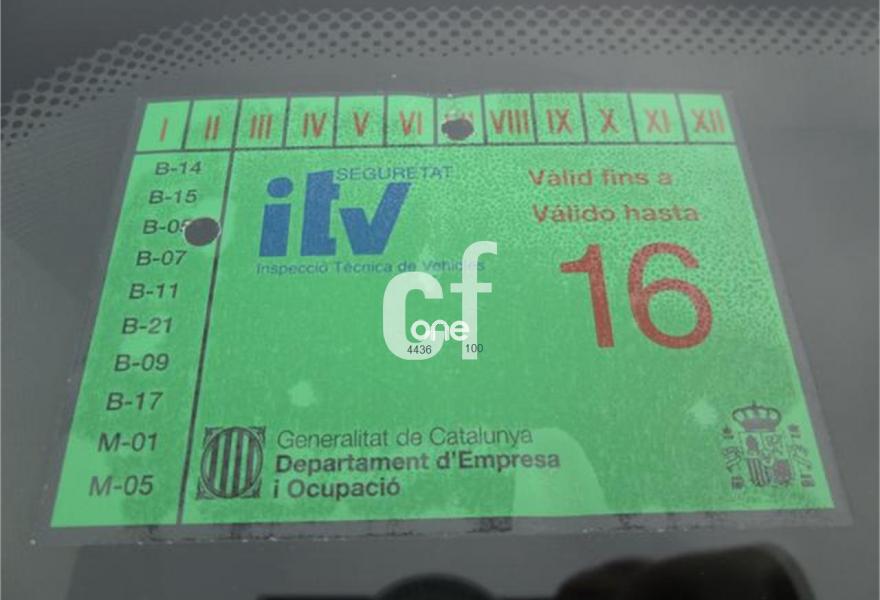 I II III IV V VI VIII IX X XI XII
B-14
B-15
B-05
B-07
B-11
B-21
B-09
B-17
M-01
M-05
SEGURETAT
itv
Inspecció Tècnica de Vehicles
Vàlid fins a
Válido hasta
16
cf
one
4436 100
Generalitat de Catalunya
Departament d'Empresa
i Ocupació